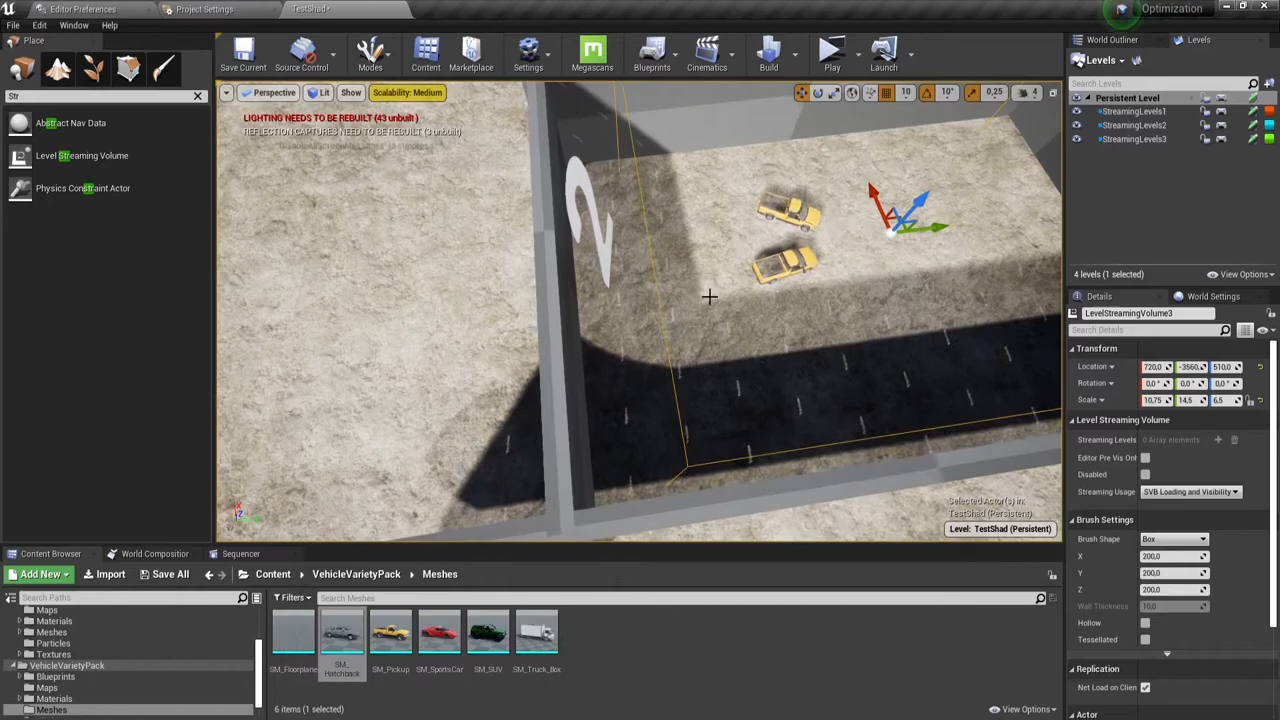 Editor Preferences
Project Settings
TestShad•
Optimization
File Edit Window Help
Place
Str
Abstract Nav Data
Level Streaming Volume
Physics Constraint Actor
Save Current
Source Control
Modes
Content
Marketplace
Settings
Megascans
Blueprints
Cinematics
Build
Play
Launch
Perspective
Lit
Show
Scalability: Medium
10
10°
0,25
4
LIGHTING NEEDS TO BE REBUILT (43 unbuilt)
REFLECTION CAPTURES NEED TO BE REBUILT (3 unbuilt)
2
Selected Actor(s) in:
TestShad (Persistent)
Level: TestShad (Persistent)
World Outliner
Levels
Levels
Search Levels
Persistent Level
StreamingLevels1
StreamingLevels2
StreamingLevels3
4 levels (1 selected)
View Options
Details
World Settings
LevelStreamingVolume3
Search Details
Transform
Location 720,0 -3560, 510,0
Rotation 0,0 ° 0,0 ° 0,0 °
Scale 10,75 14,5 6,5
Level Streaming Volume
Streaming Levels 0 Array elements
Editor Pre Vis Onl
Disabled
Streaming Usage SVB Loading and Visibility
Brush Settings
Brush Shape Box
X 200,0
Y 200,0
Z 200,0
Wall Thickness 10,0
Hollow
Tessellated
Replication
Net Load on Clien
Actor
Content Browser
World Compositior
Sequencer
Add New
Import
Save All
Content
VehicleVarietyPack
Meshes
Search Paths
Filters
Search Meshes
Maps
Materials
Meshes
Particles
Textures
VehicleVarietyPack
Blueprints
Maps
Materials
Meshes
SM_Floorplane
SM_
Hatchback
SM_Pickup
SM_SportsCar
SM_SUV
SM_Truck_Box
6 items (1 selected)
View Options